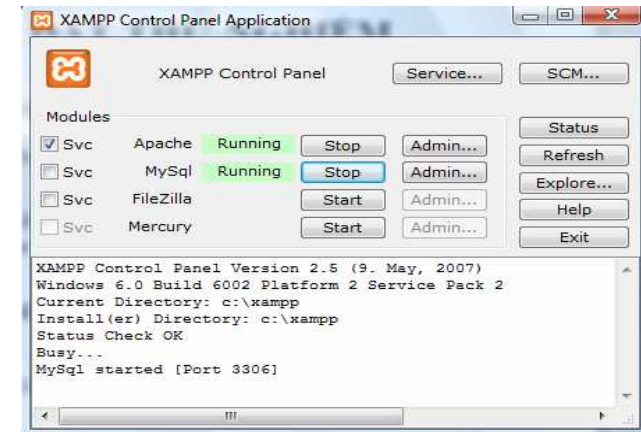 XAMPP Control Panel Application
XAMPP Control Panel Service... SCM...
Modules
Status
Svc Apache Running Stop Admin...
Refresh
Svc MySql Running Stop Admin...
Explore...
Svc FileZilla Start Admin...
Help
Svc Mercury Start Admin...
Exit
XAMPP Control Panel Version 2.5 (9. May, 2007)
Windows 6.0 Build 6002 Platform 2 Service Pack 2
Current Directory: c:\xampp
Install(er) Directory: c:\xampp
Status Check OK
Busy...
MySql started [Port 3306]